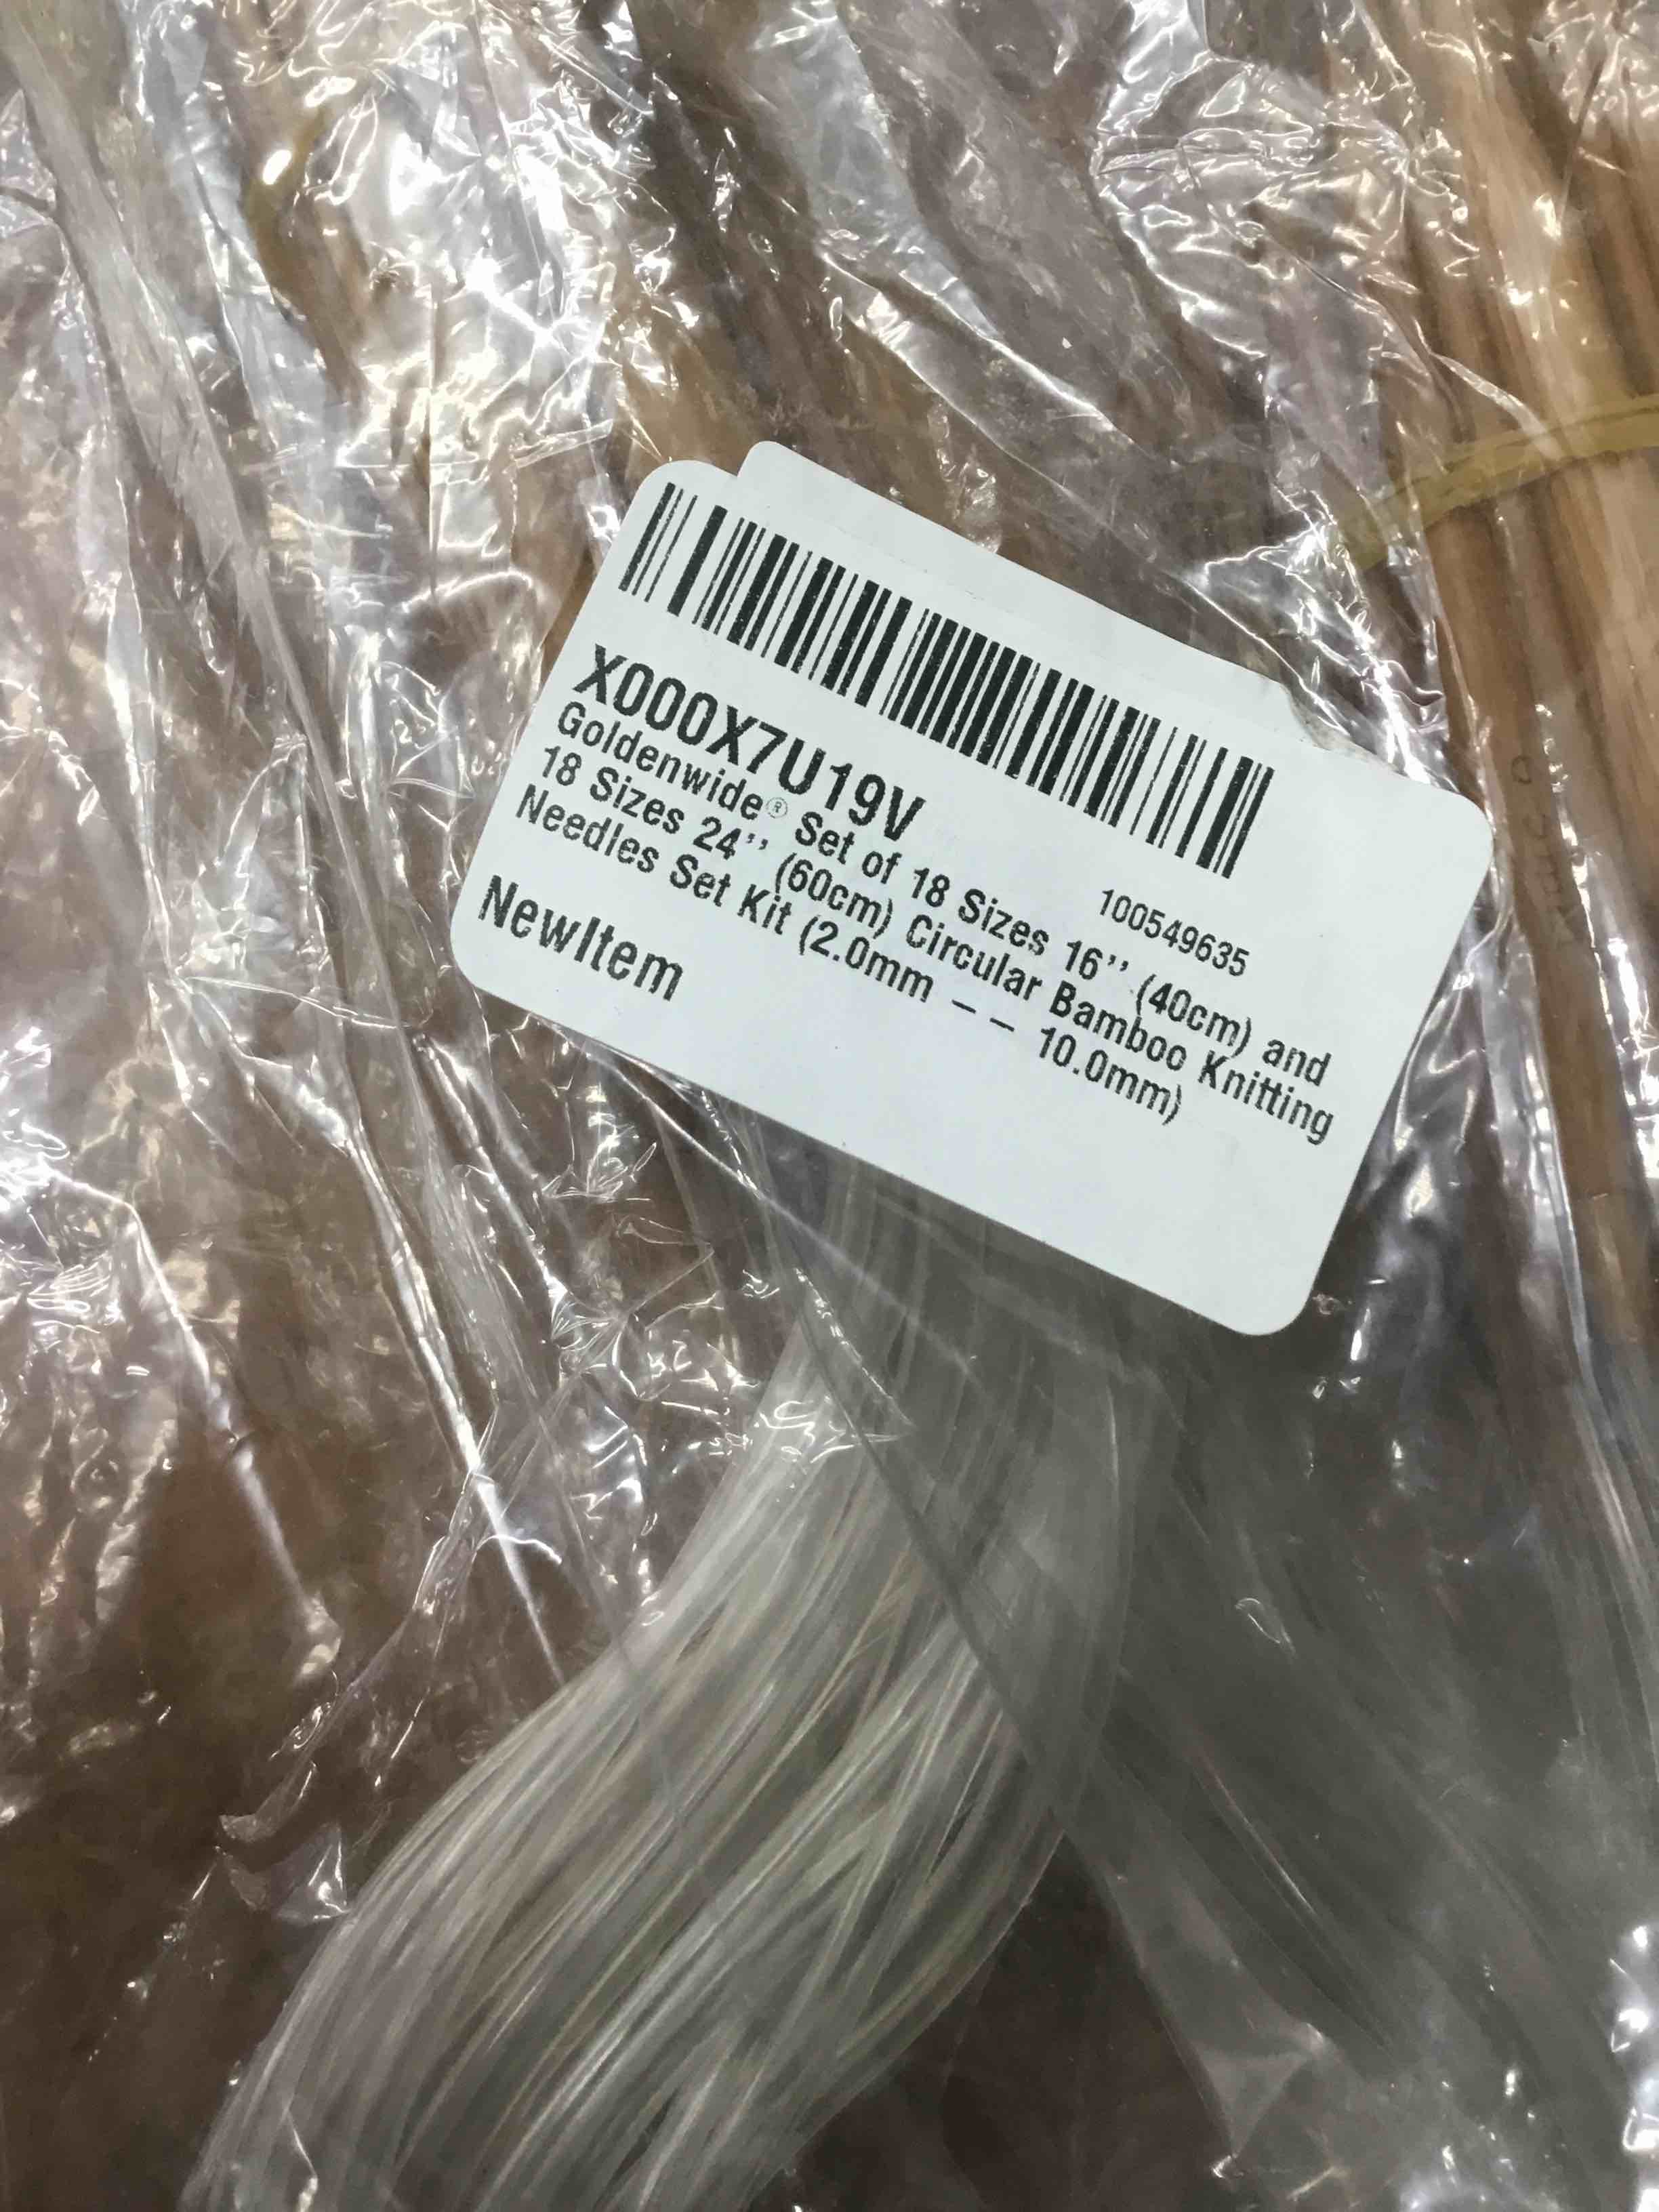 X000X7U19V
100549635
Goldenwide® Set of 18 Sizes 16'' (40cm) and
18 Sizes 24'' (60cm) Circular Bamboo Knitting
Needles Set Kit (2.0mm -- 10.0mm)
NewItem